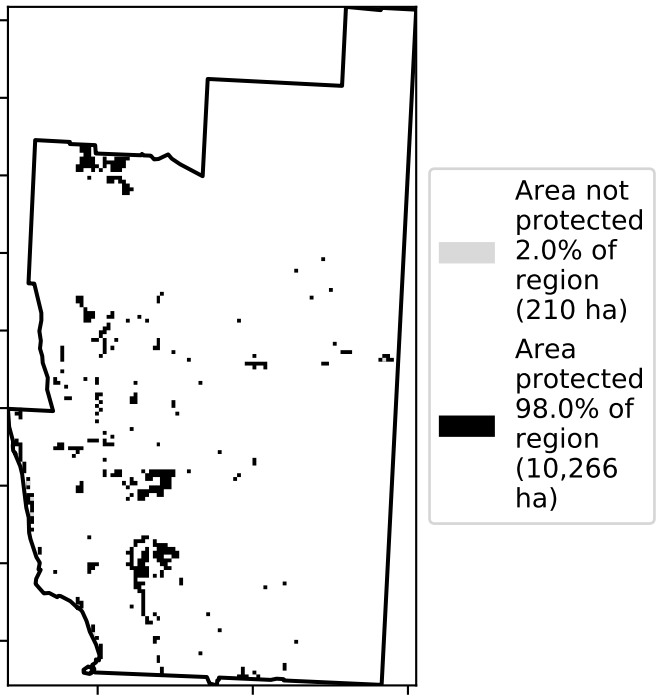 Area not
protected
2.0% of
region
(210 ha)
Area
protected
98.0% of
region
(10,266
ha)